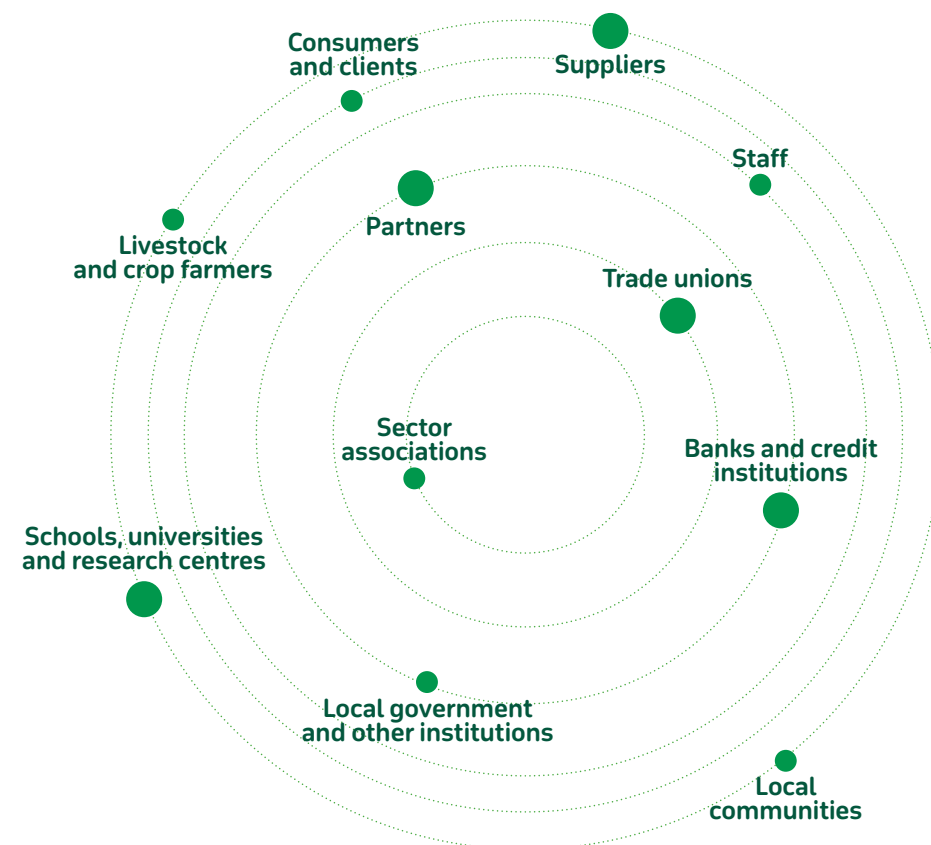 Consumers
and clients
Suppliers
Staff
Partners
Livestock
and crop farmers
Trade unions
Sector
associations
Banks and credit
institutions
Schools, universities
and research centres
Local government
and other institutions
Local
communities